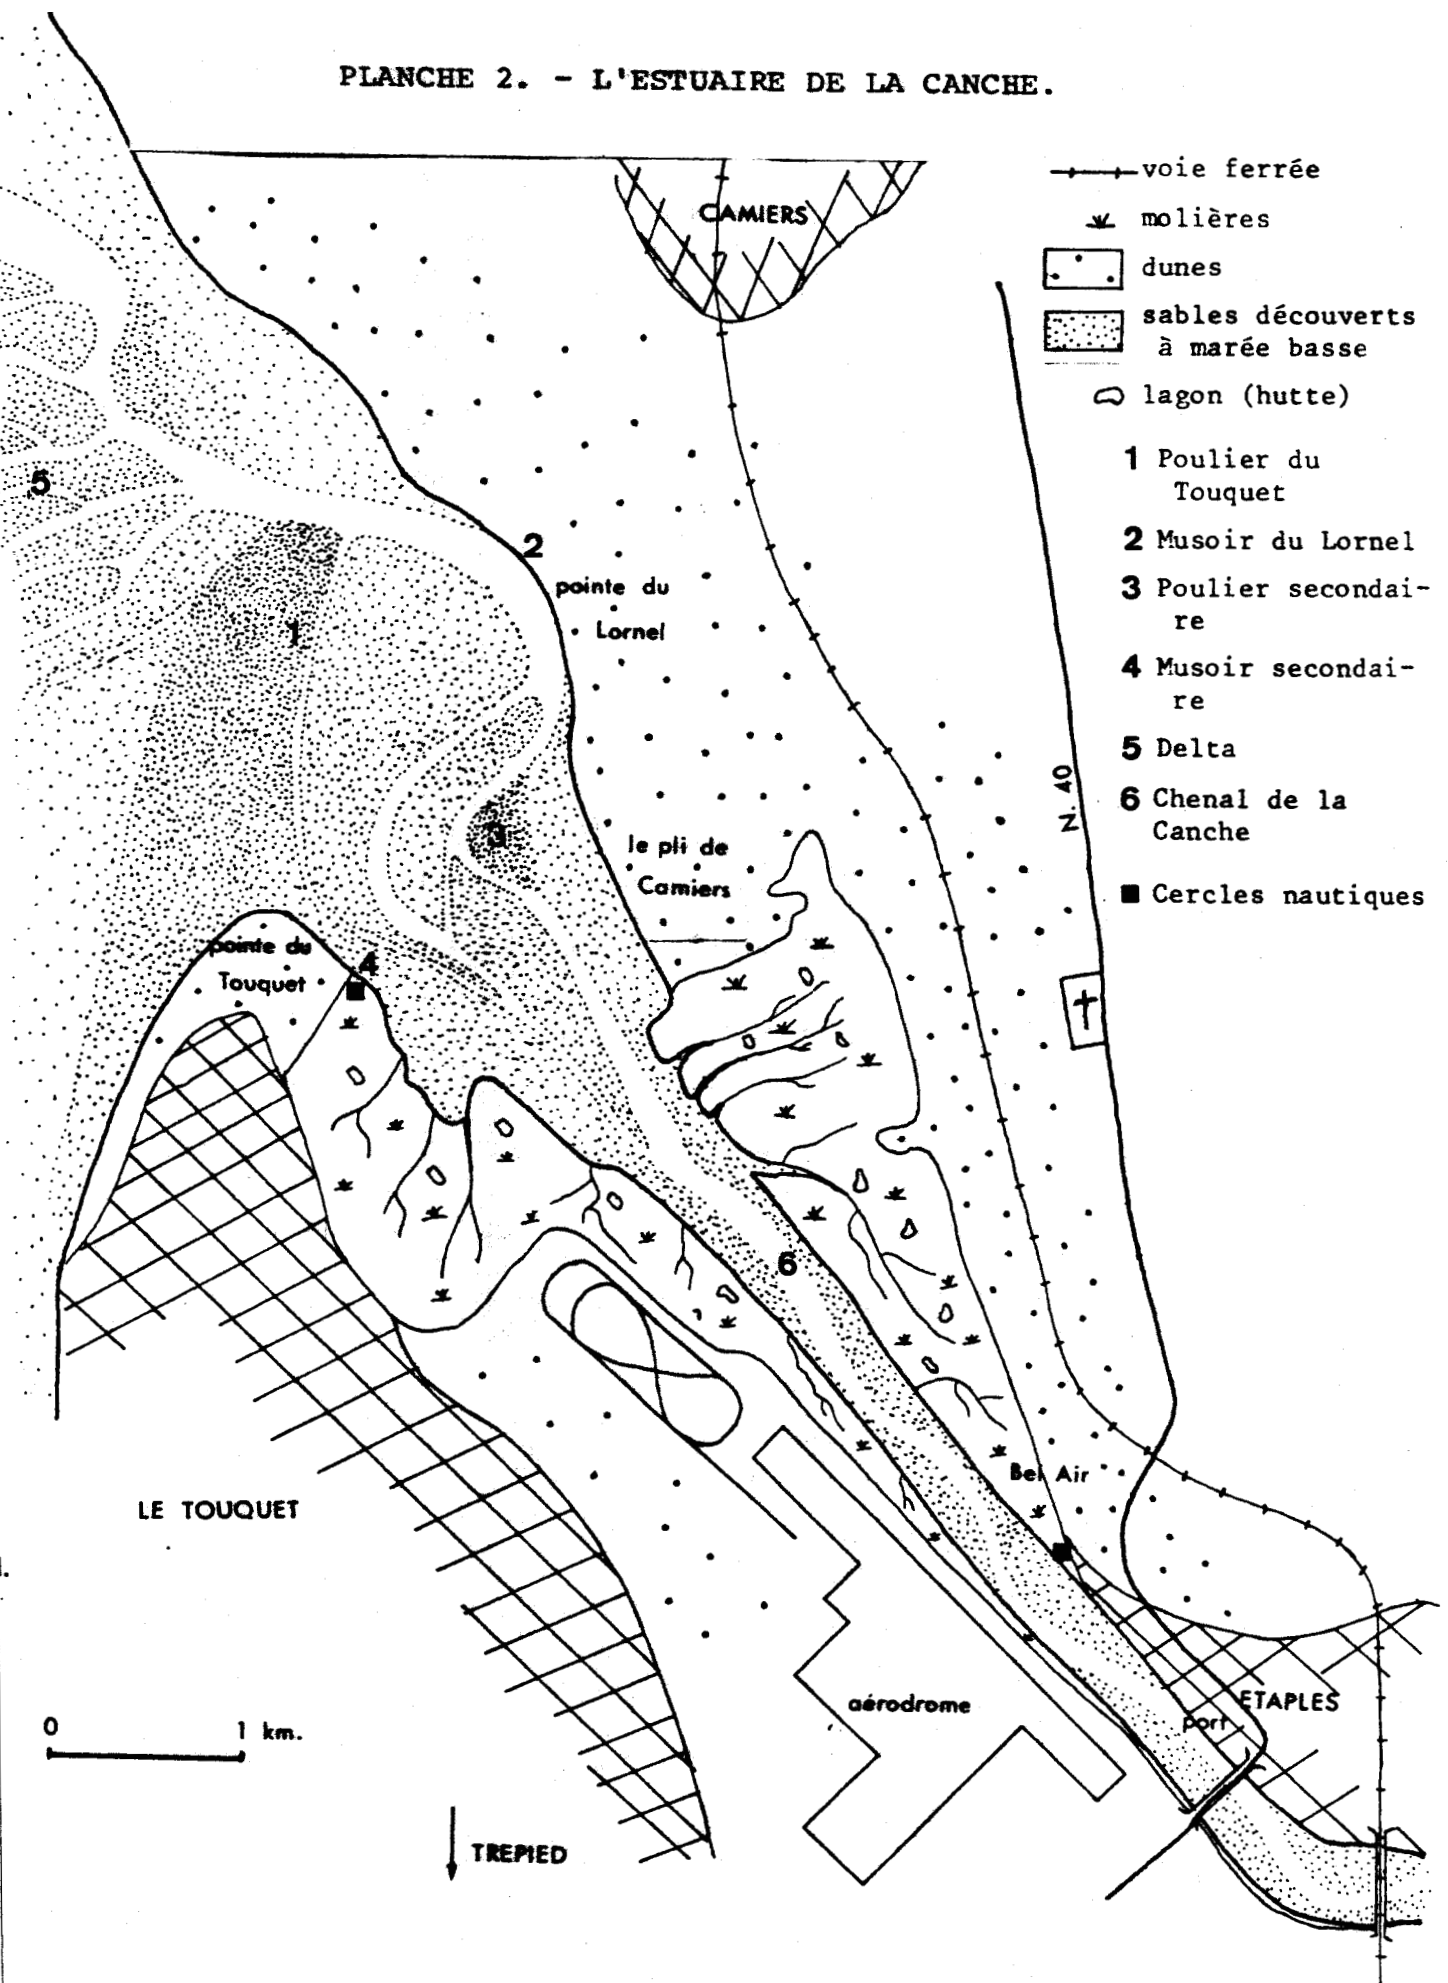 PLANCHE 2. - L'ESTUAIRE DE LA CANCHE.
voie ferrée
molières
dunes
sables découverts
à marée basse
lagon (hutte)
1 Poulier du
Touquet
2 Musoir du Lornel
3 Poulier secondai-
re
4 Musoir secondai-
re
5 Delta
6 Chenal de la
Canche
Cercles nautiques
CAMIERS
5
2
pointe du
Lornel
1
N. 40
3
le pli de
Camiers
pointe du
Touquet
4
6
Bel Air
LE TOUQUET
ETAPLES
port
aérodrome
0 1 km.
TREPIED